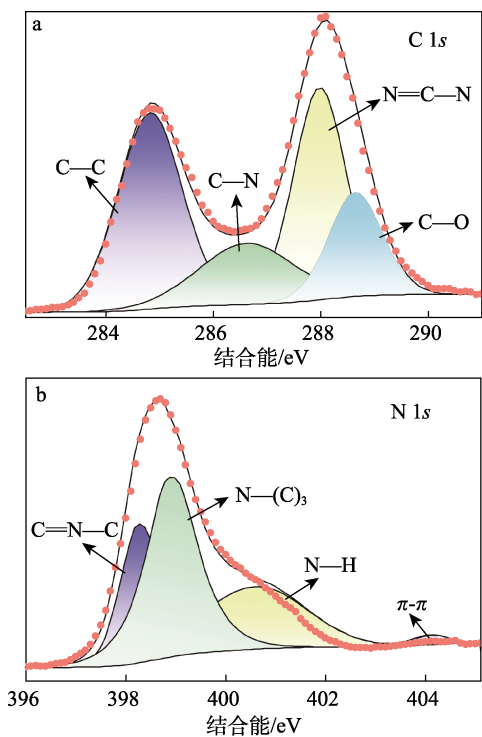 a
C 1s
N=C—N
C—C
C—N
C—O
284 286 288 290
结合能/eV
b
N 1s
N—(C)₃
C=N—C
N—H
π-π
396 398 400 402 404
结合能/eV